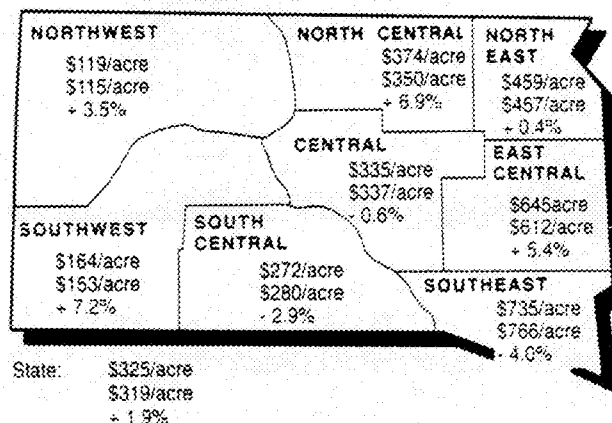 NORTHWEST
$119/acre
$115/acre
+ 3.5%
NORTH CENTRAL
$374/acre
$350/acre
+ 6.9%
NORTH
EAST
$459/acre
$457/acre
+ 0.4%
CENTRAL
$335/acre
$337/acre
- 0.6%
EAST
CENTRAL
$645acre
$612/acre
+ 5.4%
SOUTHWEST
$164/acre
$153/acre
+ 7.2%
SOUTH
CENTRAL
$272/acre
$280/acre
- 2.9%
SOUTHEAST
$735/acre
$766/acre
- 4.0%
State: $325/acre
$319/acre
+ 1.9%